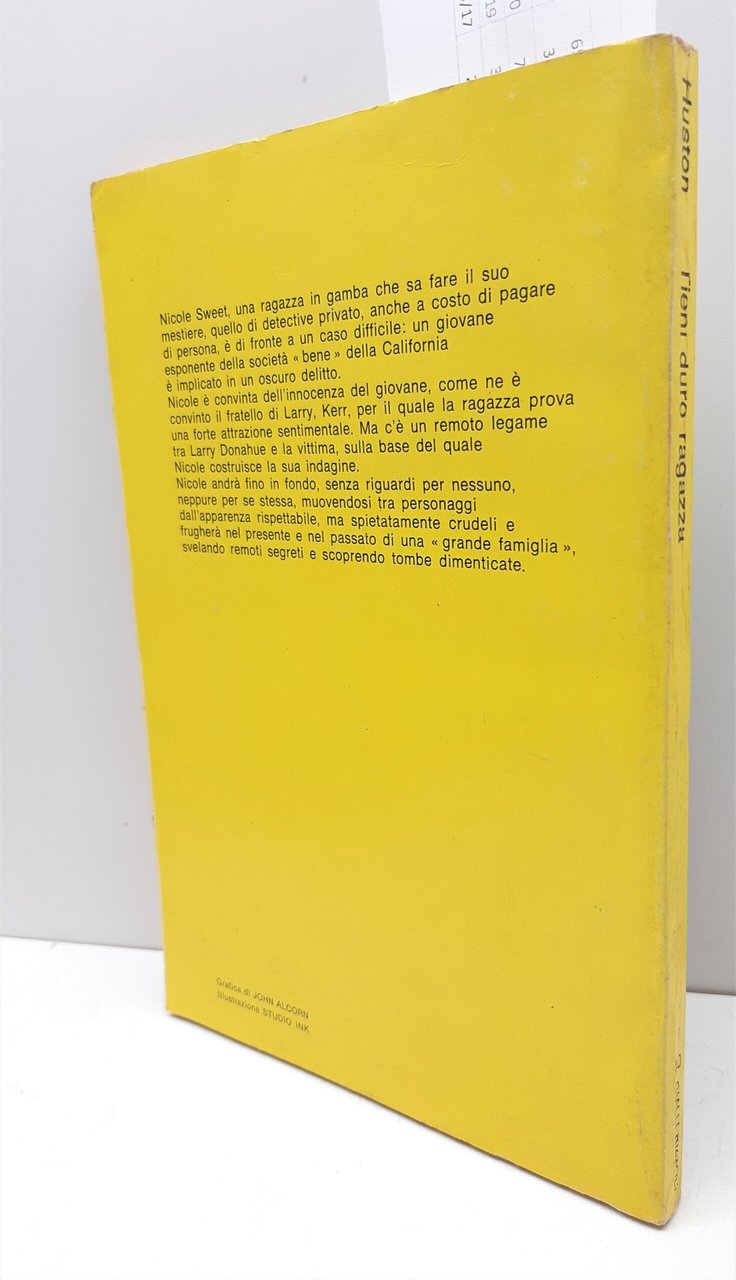 Nicole Sweet, una ragazza in gamba che sa fare il suo
mestiere, quello di detective privato, anche a costo di pagare
di persona, è di fronte a un caso difficile: un giovane
esponente della società « bene » della California
è implicato in un oscuro delitto.
Nicole è convinta dell'innocenza del giovane, come ne è
convinto il fratello di Larry, Kerr, per il quale la ragazza prova
una forte attrazione sentimentale. Ma c'è un remoto legame
tra Larry Donahue e la vittima, sulla base del quale
Nicole costruisce la sua indagine.
Nicole andrà fino in fondo, senza riguardi per nessuno,
neppure per se stessa, muovendosi tra personaggi
dall'apparenza rispettabile, ma spietatamente crudeli e
frugherà nel presente e nel passato di una « grande famiglia »,
svelando remoti segreti e scoprendo tombe dimenticate.
Grafica di JOHN ALCORN
Illustrazione STUDIO INK
Huston
Tieni duro ragazza